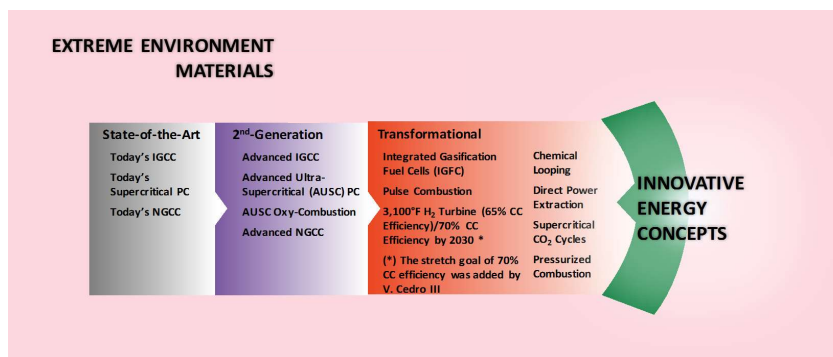 EXTREME ENVIRONMENT
MATERIALS
State-of-the-Art
Today's IGCC
Today's
Supercritical PC
Today's NGCC
2nd-Generation
Advanced IGCC
Advanced Ultra-
Supercritical (AUSC) PC
AUSC Oxy-Combustion
Advanced NGCC
Transformational
Integrated Gasification
Fuel Cells (IGFC)
Pulse Combustion
3,100°F H2 Turbine (65% CC
Efficiency)/70% CC
Efficiency by 2030 *
(*) The stretch goal of 70%
CC efficiency was added by
V. Cedro III
Chemical
Looping
Direct Power
Extraction
Supercritical
CO2 Cycles
Pressurized
Combustion
INNOVATIVE
ENERGY
CONCEPTS